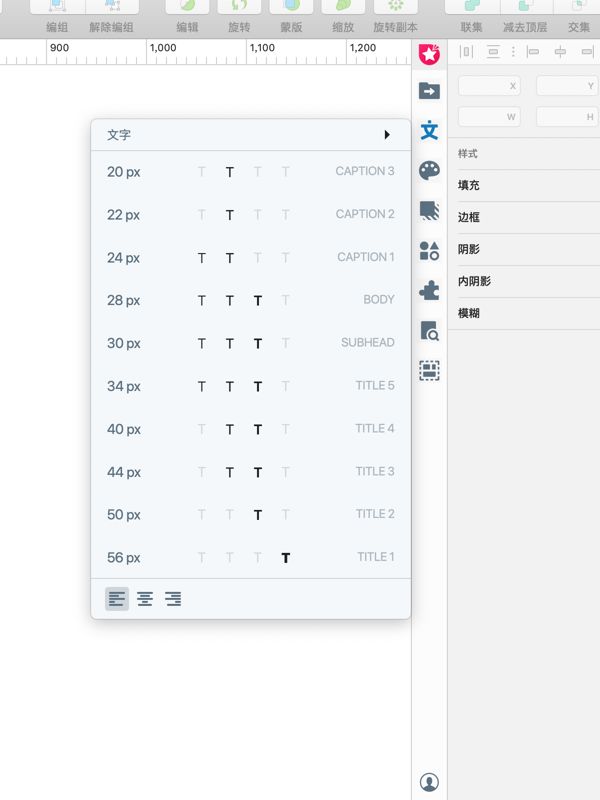 编组 解除编组 编辑 旋转 蒙版 缩放 旋转副本 联集 减去顶层 交集
900 1,000 1,100 1,200
X Y
W H
样式
填充
边框
阴影
内阴影
模糊
文
文字
20 px T T T T CAPTION 3
22 px T T T T CAPTION 2
24 px T T T T CAPTION 1
28 px T T T T BODY
30 px T T T T SUBHEAD
34 px T T T T TITLE 5
40 px T T T T TITLE 4
44 px T T T T TITLE 3
50 px T T T T TITLE 2
56 px T T T T TITLE 1